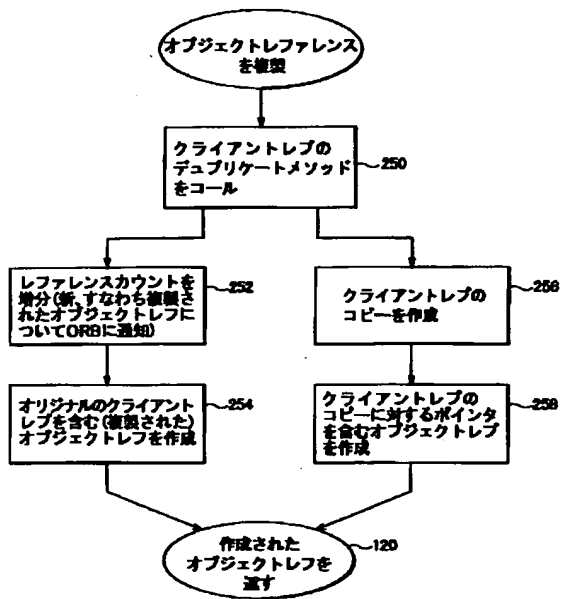 オブジェクトレファレンス
を複製
クライアントレプの
デュプリケートメソッド
をコール
250
レファレンスカウントを
増分(新、すなわち複製され
たオブジェクトレフに
ついてORBに通知)
252
クライアントレプの
コピーを作成
256
オリジナルのクライアント
レプを含む(複製された)
オブジェクトレフを作成
254
クライアントレプの
コピーに対するポインタ
を含むオブジェクトレプ
を作成
258
作成された
オブジェクトレフを
返す
120